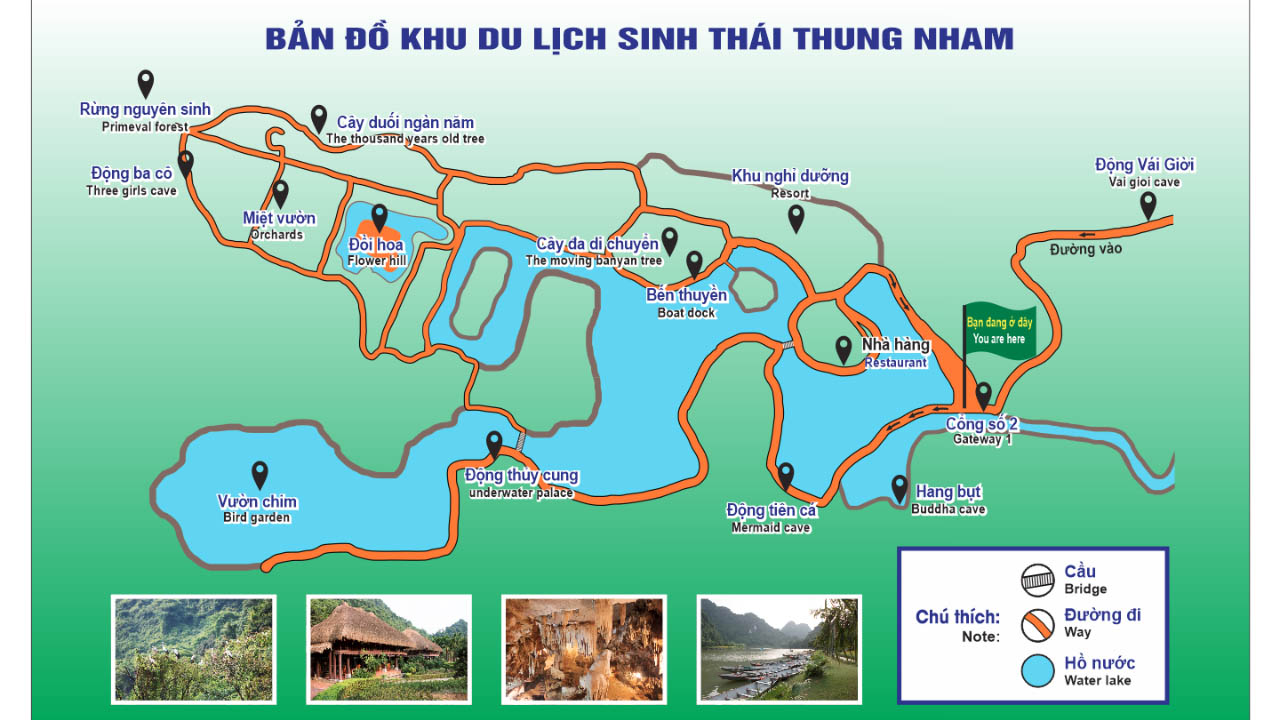 BẢN ĐỒ KHU DU LỊCH SINH THÁI THUNG NHAM
Rừng nguyên sinh
Primeval forest
Cây duối ngàn năm
The thousand years old tree
Động ba cô
Three girls cave
Miệt vườn
Orchards
Đồi hoa
Flower hill
Khu nghỉ dưỡng
Resort
Động Vái Giời
Vai gioi cave
Đường vào
Cây đa di chuyển
The moving banyan tree
Bến thuyền
Boat dock
Bạn đang ở đây
You are here
Nhà hàng
Restaurant
Cổng số 2
Gateway 1
Động thủy cung
underwater palace
Vườn chim
Bird garden
Động tiên cá
Mermaid cave
Hang bụt
Buddha cave
Chú thích:
Note:
Cầu
Bridge
Đường đi
Way
Hồ nước
Water lake